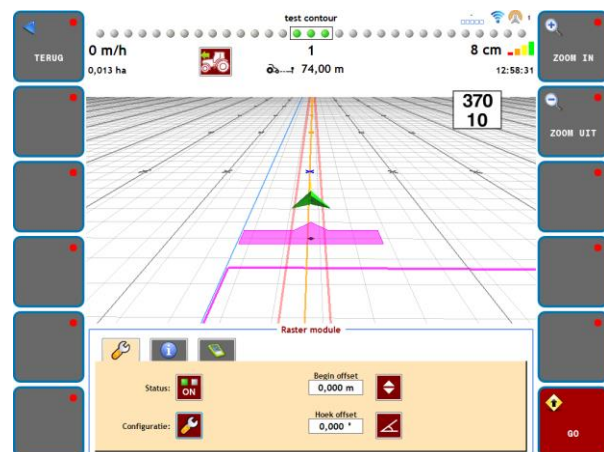 test contour
1
TERUG
0 m/h
1
8 cm
ZOOM IN
0,013 ha
74,00 m
12:58:31
370
10
ZOOM UIT
Raster module
Status:
ON
Begin offset
0,000 m
Configuratie:
Hoek offset
0,000 °
GO